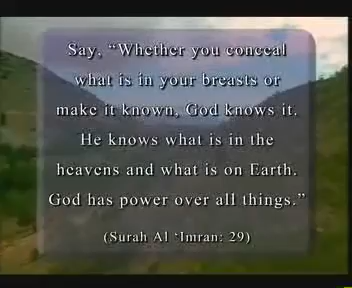 Say, “Whether you conceal
what is in your breasts or
make it known, God knows it.
He knows what is in the
heavens and what is on Earth.
God has power over all things.”
(Surah Al ‘Imran: 29)